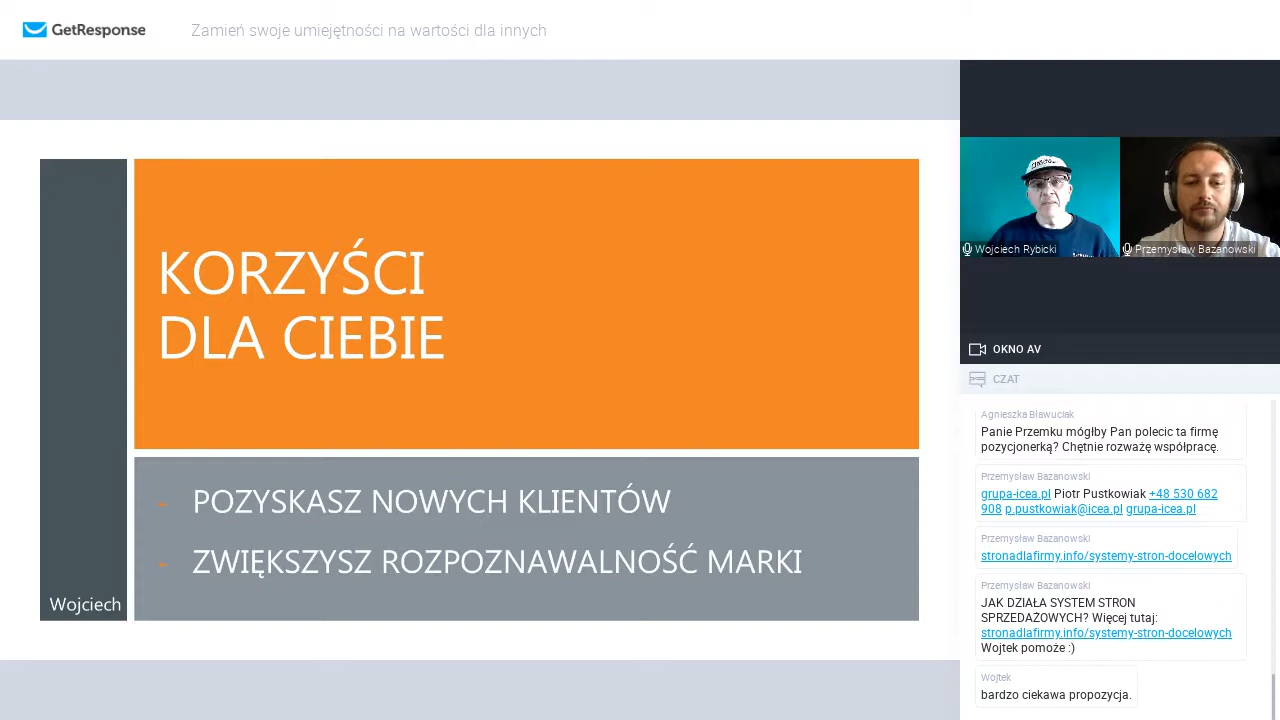 GetResponse
Zamień swoje umiejętności na wartości dla innych
KORZYŚCI
DLA CIEBIE
- POZYSKASZ NOWYCH KLIENTÓW
- ZWIĘKSZYSZ ROZPOZNAWALNOŚĆ MARKI
Wojciech
Wojciech Rybicki
Przemysław Bazanowski
OKNO AV
CZAT
Agnieszka Bławuciak
Panie Przemku mógłby Pan polecic ta firmę
pozycjonerką? Chętnie rozważę współpracę.
Przemysław Bazanowski
grupa-icea.pl Piotr Pustkowiak +48 530 682
908 p.pustkowiak@icea.pl grupa-icea.pl
Przemysław Bazanowski
stronadlafirmy.info/systemy-stron-docelowych
Przemysław Bazanowski
JAK DZIAŁA SYSTEM STRON
SPRZEDAŻOWYCH? Więcej tutaj:
stronadlafirmy.info/systemy-stron-docelowych
Wojtek pomoże :)
Wojtek
bardzo ciekawa propozycja.